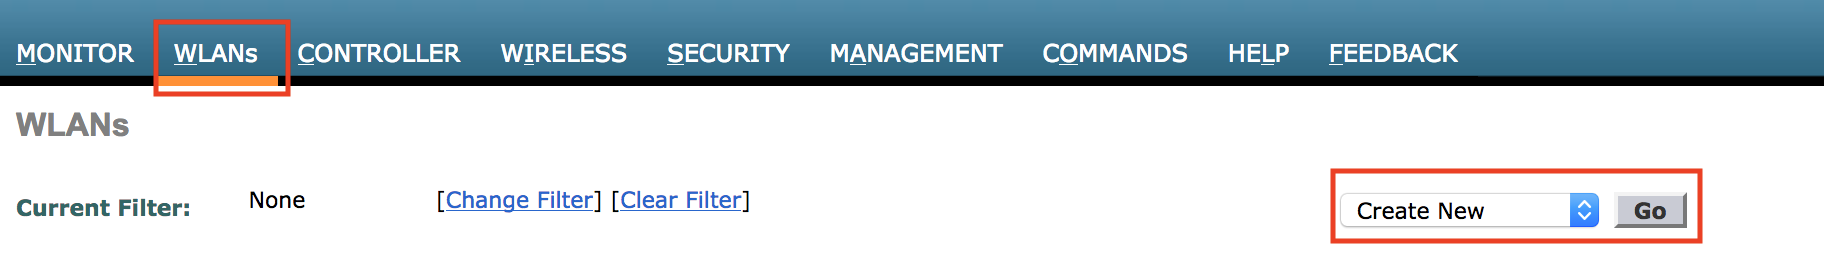 MONITOR WLANs CONTROLLER WIRELESS SECURITY MANAGEMENT COMMANDS HELP FEEDBACK
WLANs
Current Filter: None [Change Filter] [Clear Filter] Create New Go